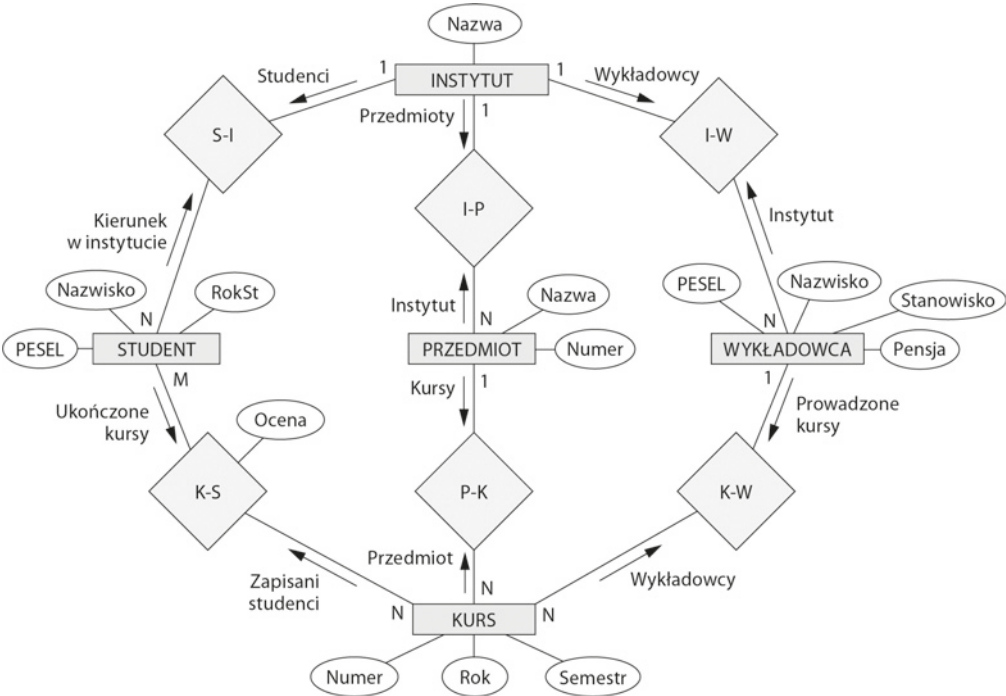 Nazwa
1
INSTYTUT
1
Studenci
Wykładowcy
Przedmioty
1
S-I
I-W
I-P
Kierunek
w instytucie
Instytut
Nazwisko
RokSt
Instytut
Nazwa
PESEL
Nazwisko
Stanowisko
N
N
N
PESEL
STUDENT
PRZEDMIOT
Numer
WYKŁADOWCA
Pensja
M
1
1
Ukończone
kursy
Ocena
Kursy
Prowadzone
kursy
K-S
P-K
K-W
Przedmiot
Zapisani
studenci
Wykładowcy
N
N
N
KURS
Numer
Rok
Semestr